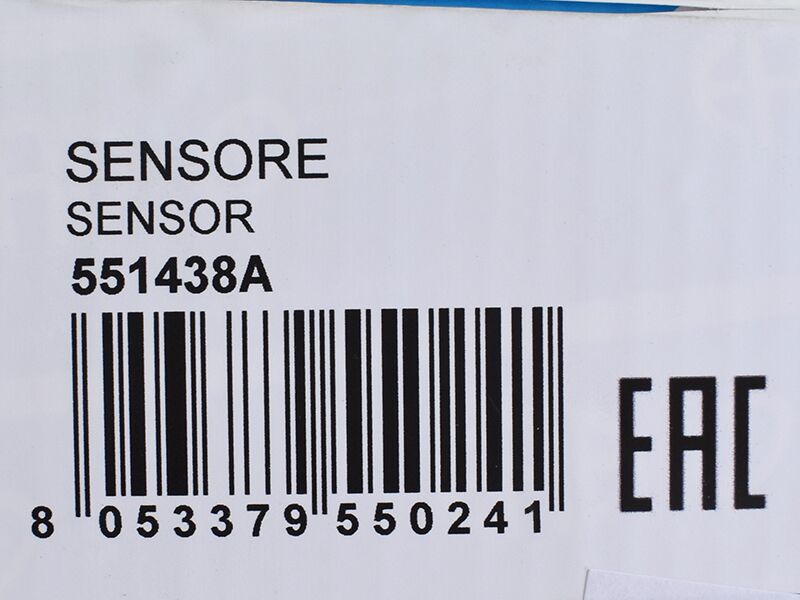 SENSORE
SENSOR
551438A
8 053379 550241
EAC